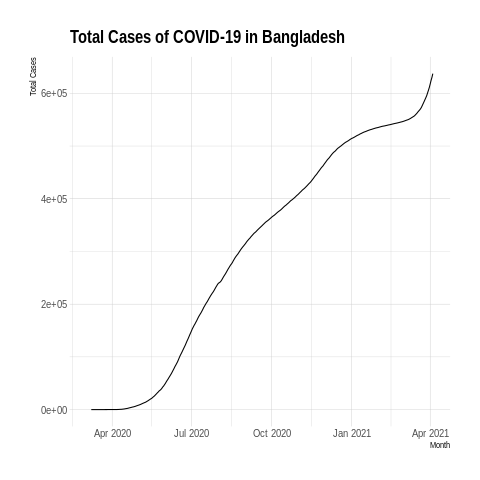 Total Cases of COVID-19 in Bangladesh
Total Cases
6e+05
4e+05
2e+05
0e+00
Apr 2020 Jul 2020 Oct 2020 Jan 2021 Apr 2021
Month